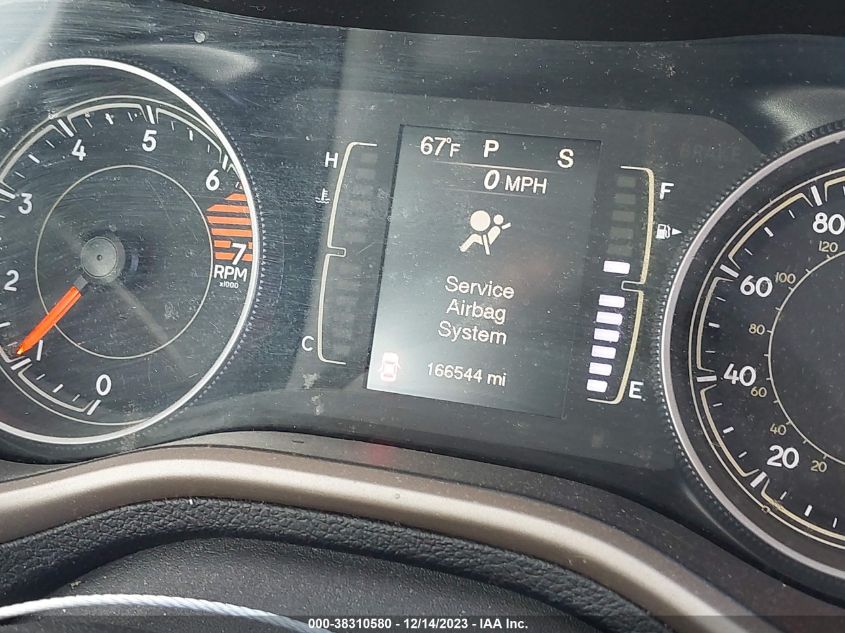 67°F P S
0 MPH
Service
Airbag
System
166544 mi
H
C
F
E
0
1
2
3
4
5
6
7
RPM
x1000
20
40
60
80
20
40
60
80
100
120
000-38310580 / 12/14/2023 - IAA Inc.